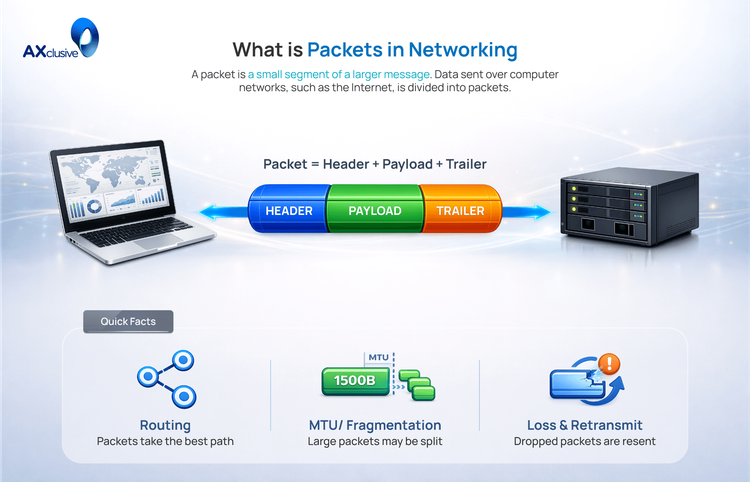 AXclusive
What is Packets in Networking
A packet is a small segment of a larger message. Data sent over computer
networks, such as the Internet, is divided into packets.
Packet = Header + Payload + Trailer
HEADER
PAYLOAD
TRAILER
Quick Facts
MTU
1500B
Routing
Packets take the best path
MTU/ Fragmentation
Large packets may be split
Loss & Retransmit
Dropped packets are resent